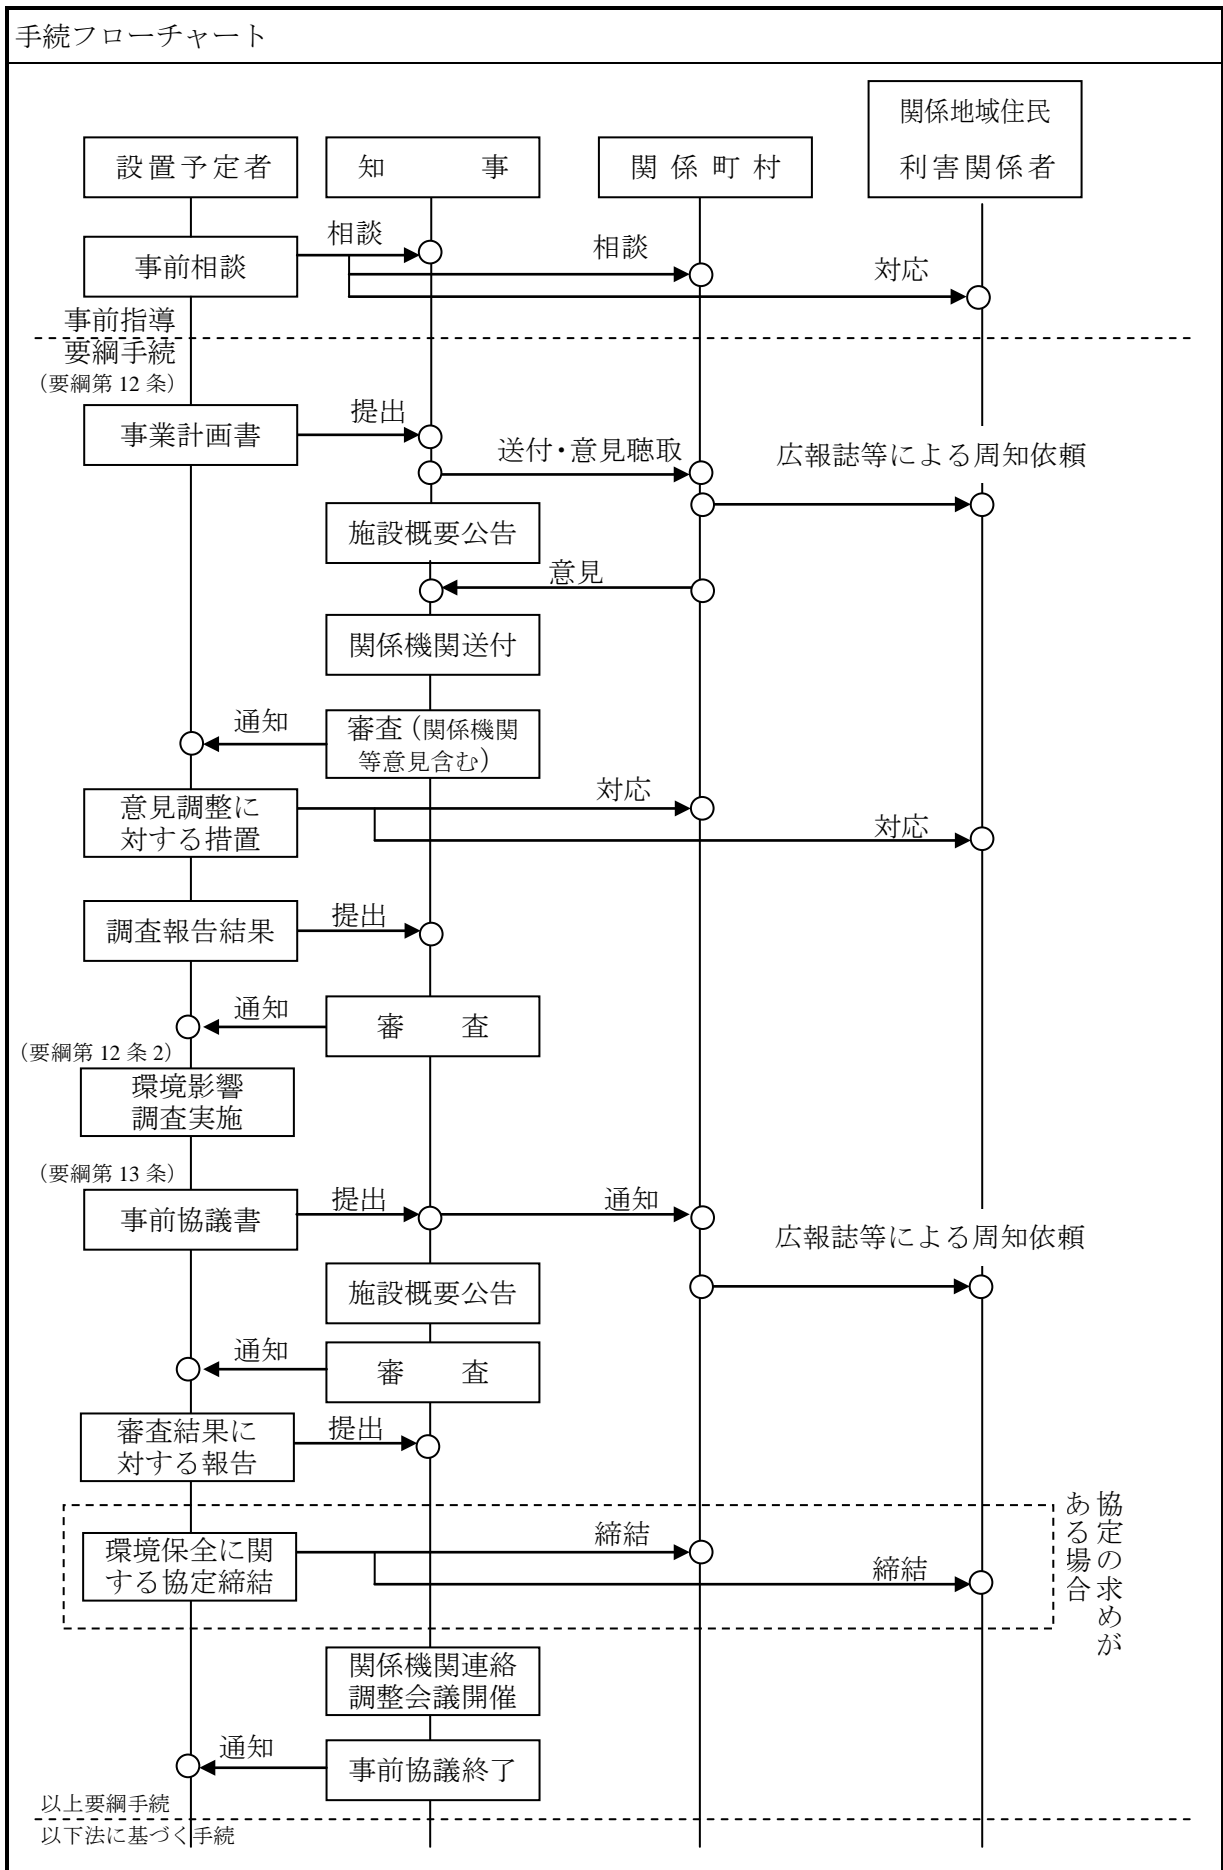 手続フローチャート
関係地域住民
利害関係者
設置予定者
知　　　事
関係町村
相談
相談
事前相談
対応
事前指導
要綱手続
（要綱第12条）
提出
事業計画書
送付・意見聴取
広報誌等による周知依頼
施設概要公告
意見
関係機関送付
通知
審査（関係機関
等意見含む）
意見調整に
対する措置
対応
対応
調査報告結果
提出
通知
審　　査
（要綱第12条2）
環境影響
調査実施
（要綱第13条）
事前協議書
提出
通知
広報誌等による周知依頼
施設概要公告
通知
審　　査
審査結果に
対する報告
提出
協定の求めが
ある場合
環境保全に関
する協定締結
締結
締結
関係機関連絡
調整会議開催
通知
事前協議終了
以上要綱手続
以下法に基づく手続